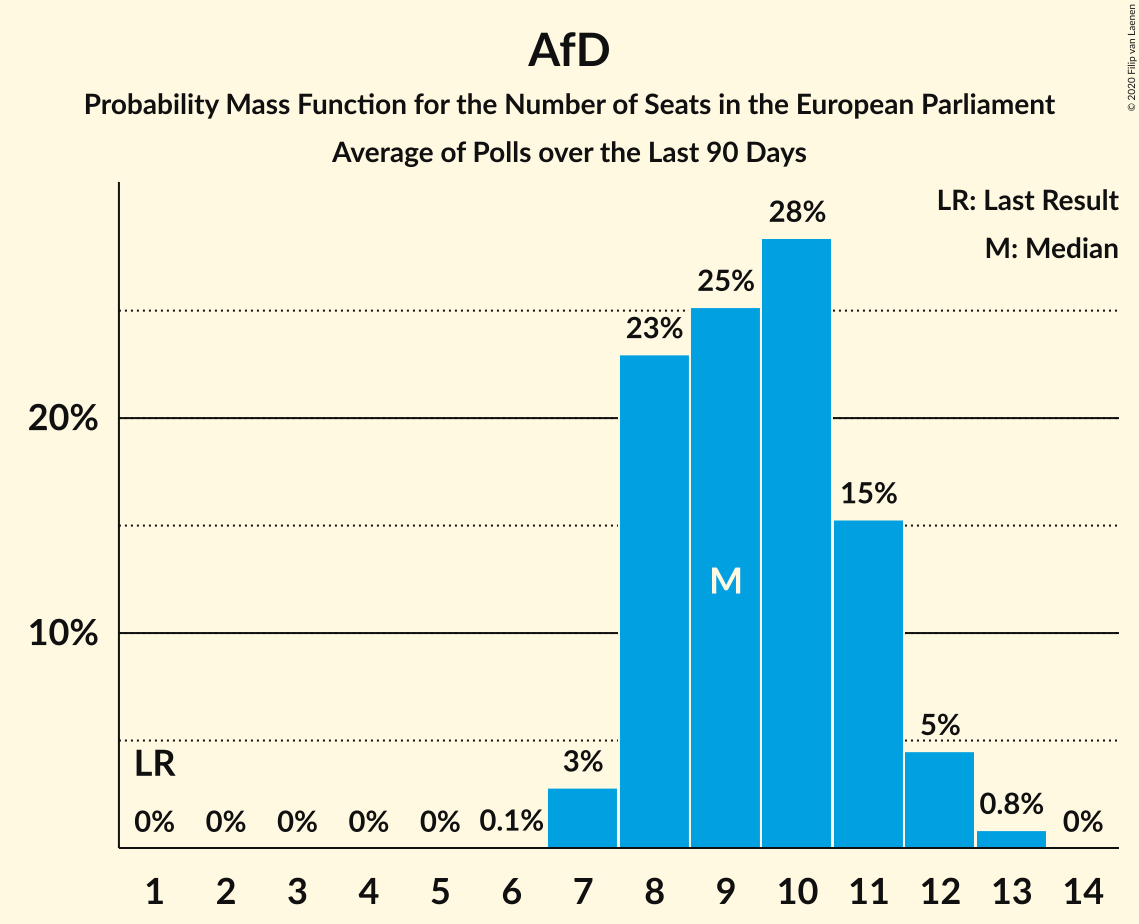 AfD
Probability Mass Function for the Number of Seats in the European Parliament
Average of Polls over the Last 90 Days
© 2020 Filip van Laenen
LR: Last Result
M: Median
20%
10%
LR
M
0%
0%
0%
0%
0%
0.1%
3%
23%
25%
28%
15%
5%
0.8%
0%
1 2 3 4 5 6 7 8 9 10 11 12 13 14